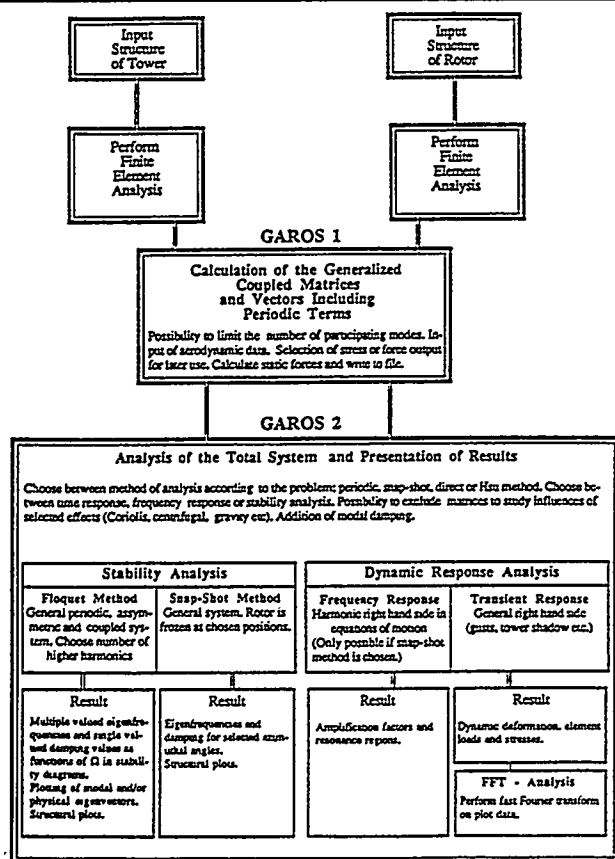 Input
Structure
of Tower
Input
Structure
of Rotor
Perform
Finite
Element
Analysis
Perform
Finite
Element
Analysis
GAROS 1
Calculation of the Generalized
Coupled Matrices
and Vectors Including
Periodic Terms
Possibility to limit the number of participating modes. In-
put of aerodynamic data. Selection of stress or force output
for later use. Calculate static forces and write to file.
GAROS 2
Analysis of the Total System and Presentation of Results
Choose between method of analysis according to the problem: periodic, snap-shot, direct or Hsu method. Choose be-
tween time response, frequency response or stability analysis. Possibility to exclude matrices to study influences of
selected effects (Coriolis, centrifugal, gravity etc). Addition of modal damping.
Stability Analysis
Floquet Method
General periodic, assym-
metric and coupled sys-
tem. Choose number of
higher harmonics
Snap-Shot Method
General system. Rotor is
frozen at chosen positions.
Dynamic Response Analysis
Frequency Response
Harmonic right hand side in
equations of motion
(Only possible if snap-shot
method is chosen.)
Transient Response
General right hand side
(gusts, tower shadow etc.)
Result
Multiple valued eigenfre-
quencies and single val-
ued damping values as
functions of Ω in stabili-
ty diagrams.
Plotting of modal and/or
physical eigenvectors.
Structural plots.
Result
Eigenfrequencies and
damping for selected azim-
uthal angles.
Structural plots.
Result
Amplification factors and
resonance regions.
Result
Dynamic deformation, element
loads and stresses.
FFT - Analysis
Perform fast Fourier transform
on plot data.